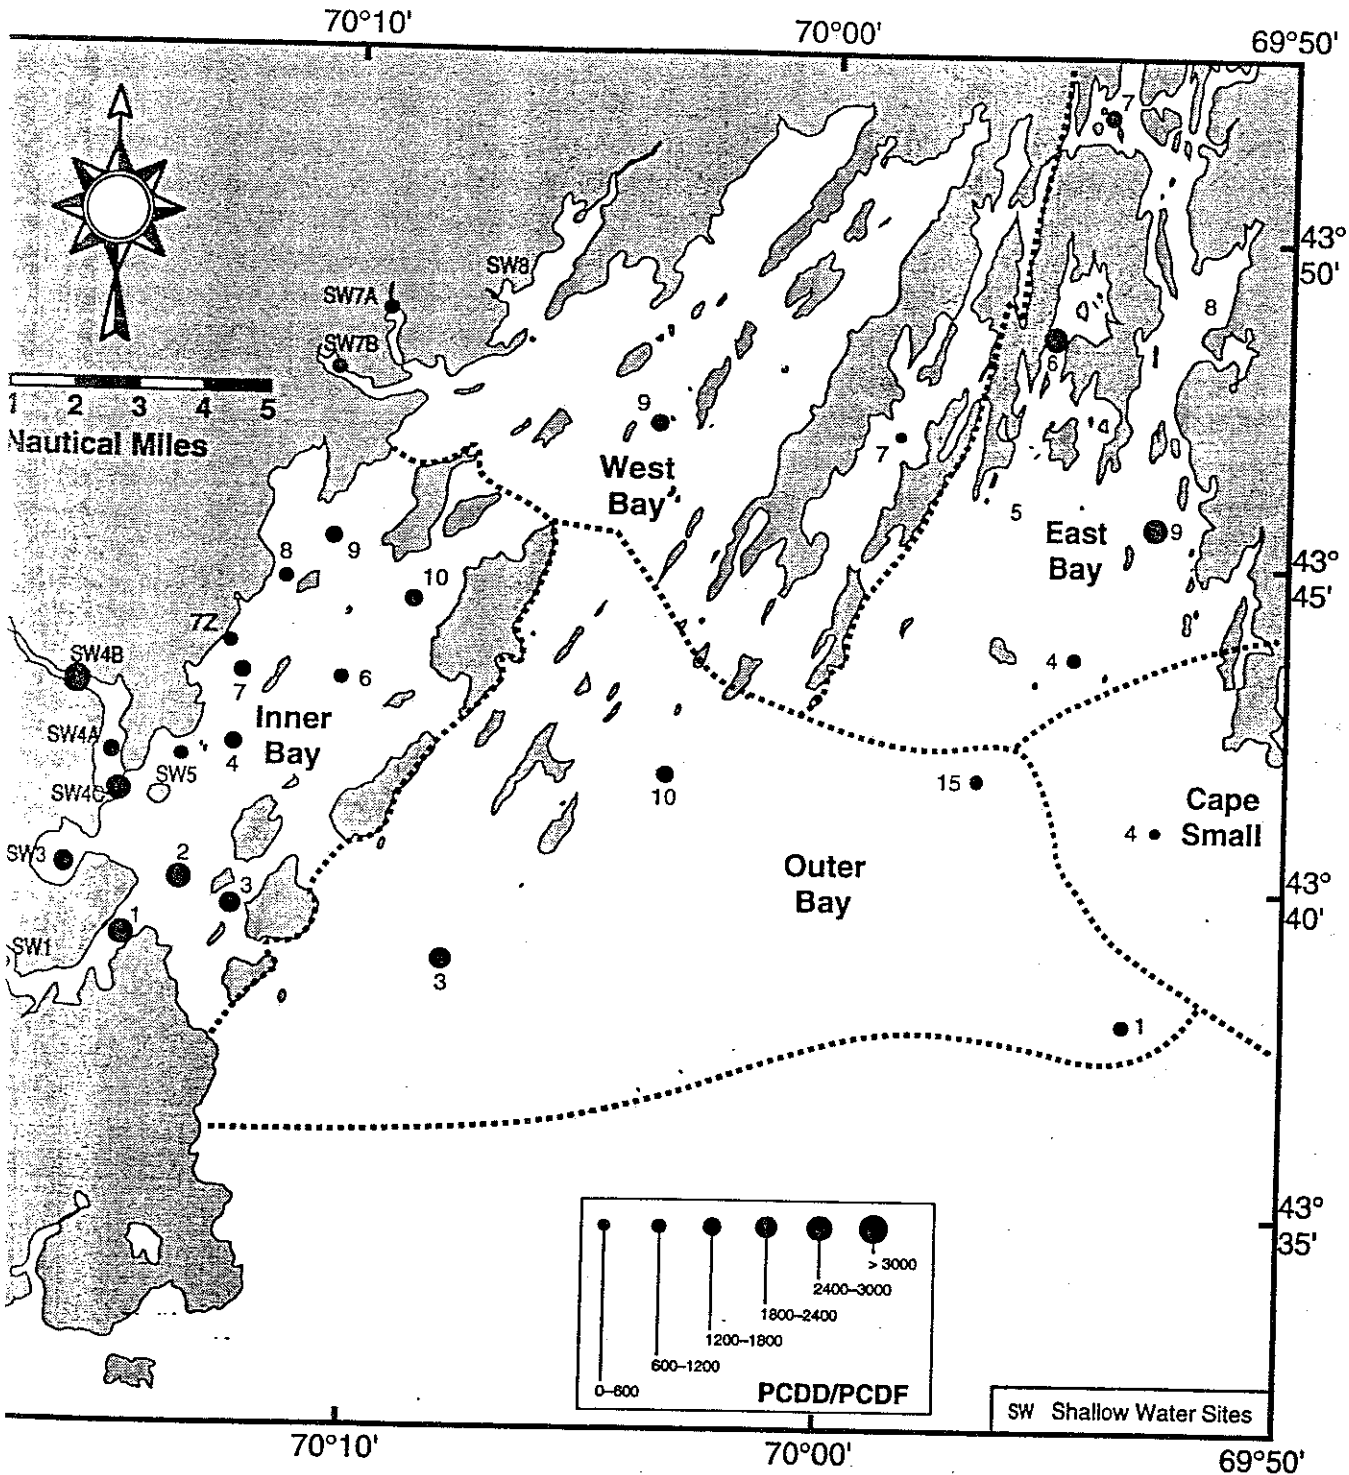 70°10'
70°00'
69°50'
7
43°
50'
SW8
SW7A
SW7B
8
6
1 2 3 4 5
Nautical Miles
9
4
7
West
Bay
5
East
Bay
9
8
9
10
43°
45'
7Z
SW4B
7
6
4
Inner
Bay
SW4A
4
SW5
SW4C
10
15
Cape
Small
4
SW3
2
Outer
Bay
3
43°
40'
1
SW1
3
1
43°
35'
> 3000
2400–3000
1800–2400
1200–1800
600–1200
0–600
PCDD/PCDF
SW Shallow Water Sites
70°10'
70°00'
69°50'